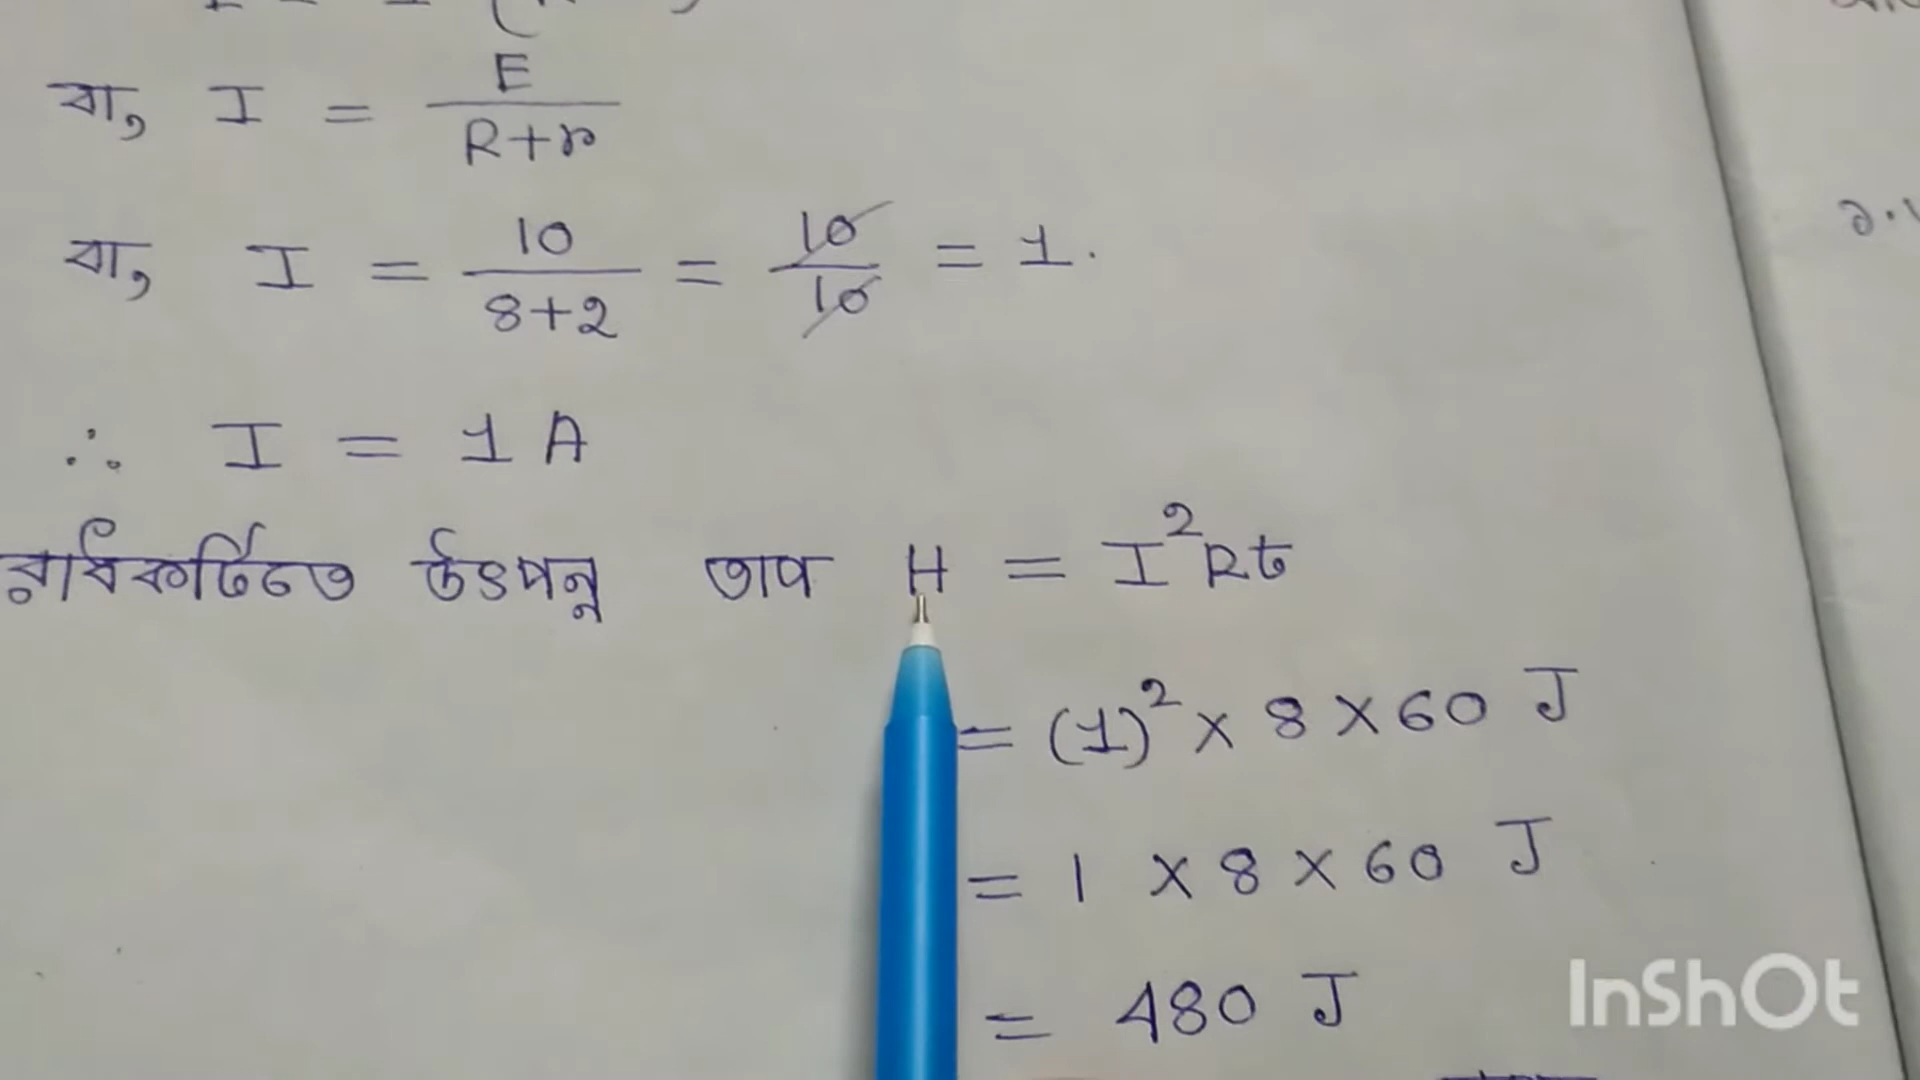 বা, I = E / R+r
বা, I = 10 / 8+2 = 10 / 10 = 1.
∴ I = 1 A
রোধকটিতে উৎপন্ন তাপ H = I²Rt
= (1)² × 8 × 60 J
= 1 × 8 × 60 J
= 480 J
InShOt